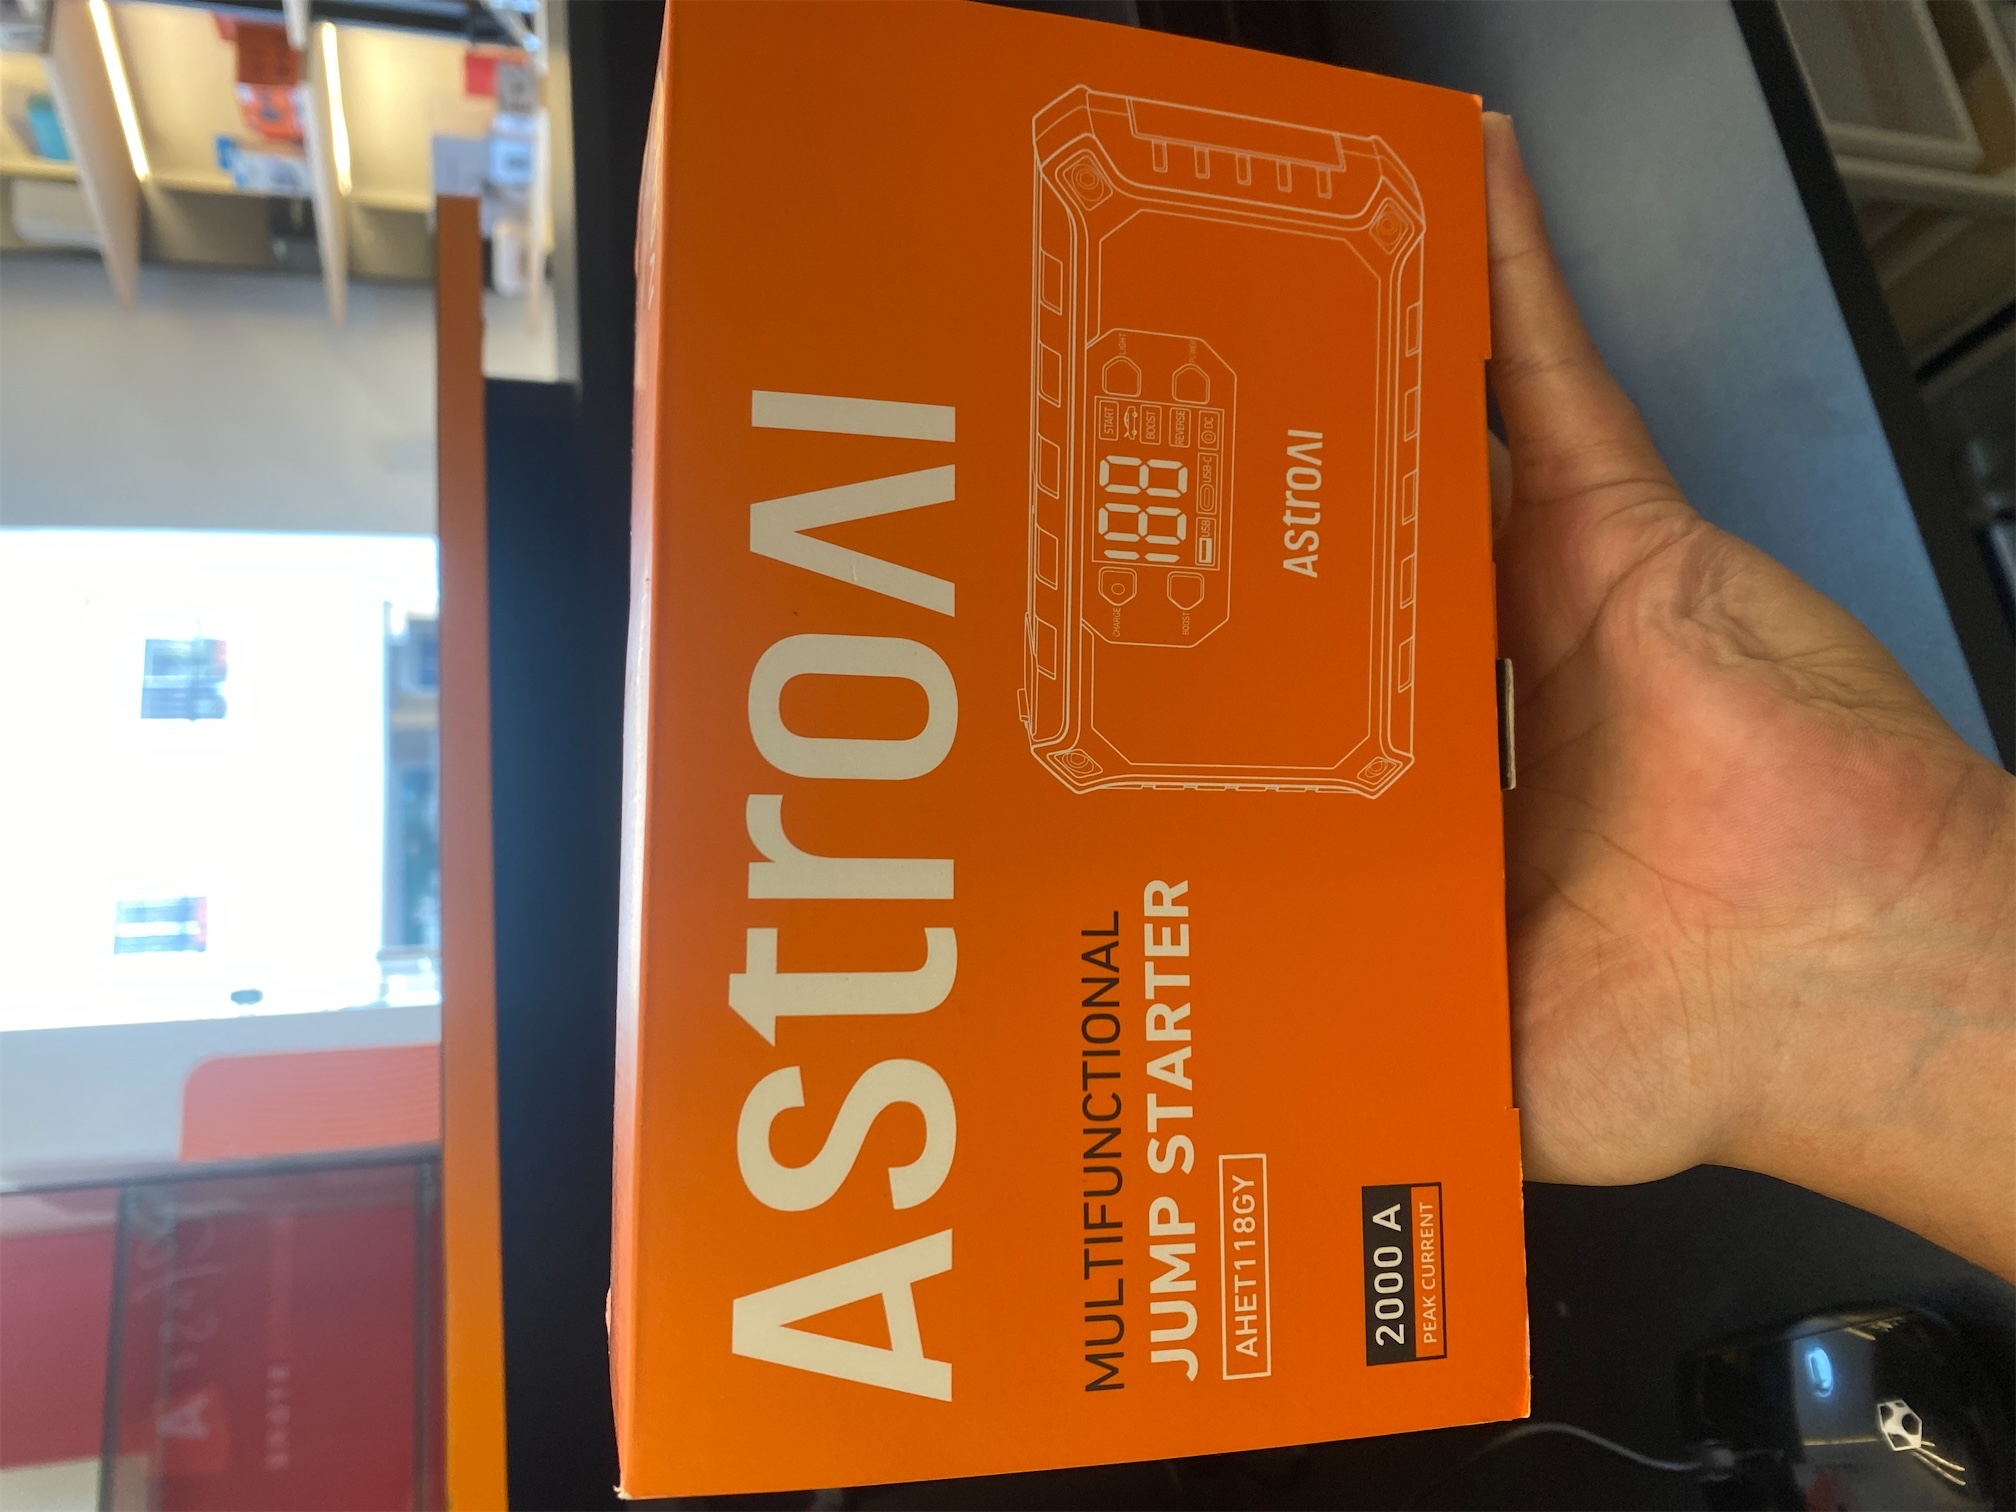 AstroAI
MULTIFUNCTIONAL
JUMP STARTER
AHET118GY
2000 A
PEAK CURRENT
CHARGE
BOOST
188
START
BOOST
REVERSE
USB
USB-C
DC
LIGHT
POWER
AstroAI